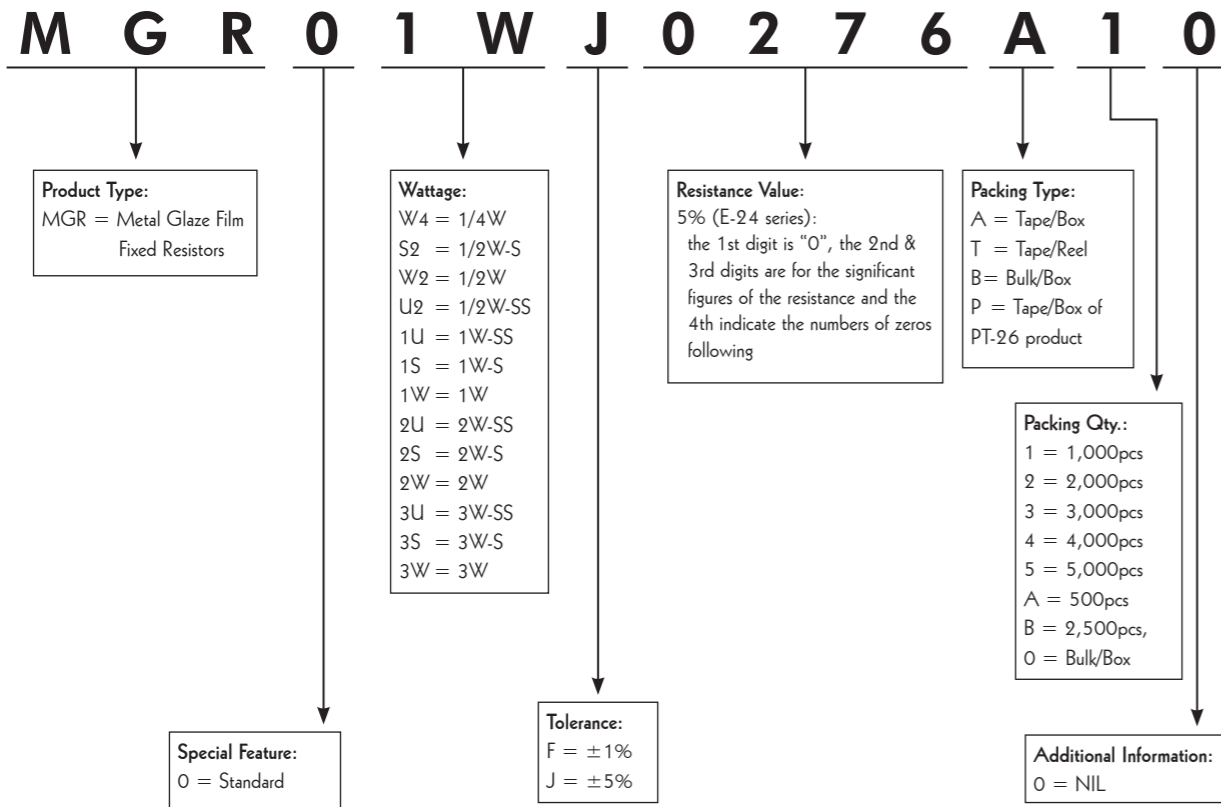 M G R 0 1 W J 0 2 7 6 A 1 0
Product Type:
MGR = Metal Glaze Film
Fixed Resistors
Wattage:
W4 = 1/4W
S2 = 1/2W-S
W2 = 1/2W
U2 = 1/2W-SS
1U = 1W-SS
1S = 1W-S
1W = 1W
2U = 2W-SS
2S = 2W-S
2W = 2W
3U = 3W-SS
3S = 3W-S
3W = 3W
Resistance Value:
5% (E-24 series):
the 1st digit is “0”, the 2nd &
3rd digits are for the significant
figures of the resistance and the
4th indicate the numbers of zeros
following
Packing Type:
A = Tape/Box
T = Tape/Reel
B= Bulk/Box
P = Tape/Box of
PT-26 product
Packing Qty.:
1 = 1,000pcs
2 = 2,000pcs
3 = 3,000pcs
4 = 4,000pcs
5 = 5,000pcs
A = 500pcs
B = 2,500pcs,
0 = Bulk/Box
Special Feature:
0 = Standard
Tolerance:
F = ±1%
J = ±5%
Additional Information:
0 = NIL